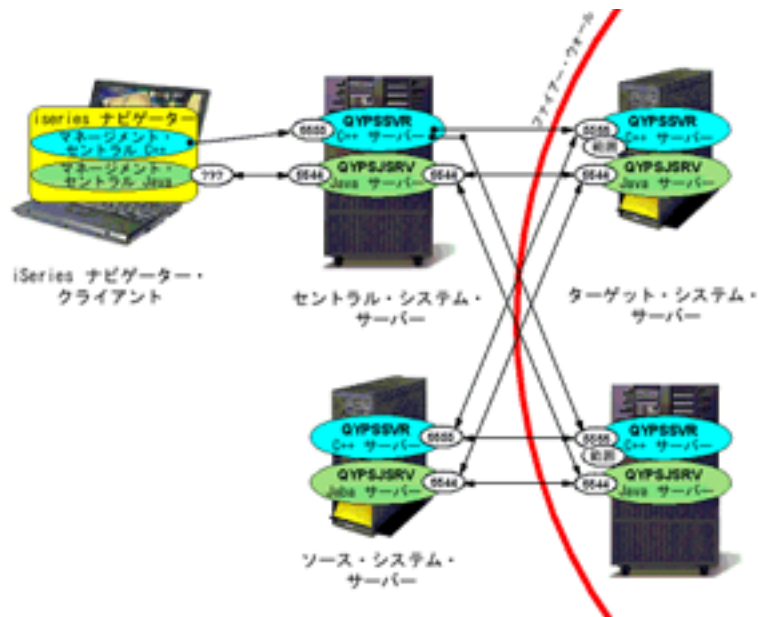 ファイアー・ウォール
iseries ナビゲーター
マネージメント・
セントラル C++
マネージメント・
セントラル Java
???
5555
QYPSSVR
C++ サーバー
5544
QYPSJSRV
Java サーバー
5544
5555
QYPSSVR
C++ サーバー
範囲
5544
QYPSJSRV
Java サーバー
iSeries ナビゲーター・
クライアント
セントラル・システム・
サーバー
ターゲット・システム・
サーバー
QYPSSVR
C++ サーバー
5555
QYPSJSRV
Jaba サーバー
5544
5555
QYPSSVR
C++ サーバー
範囲
5544
QYPSJSRV
Java サーバー
ソース・システム・
サーバー